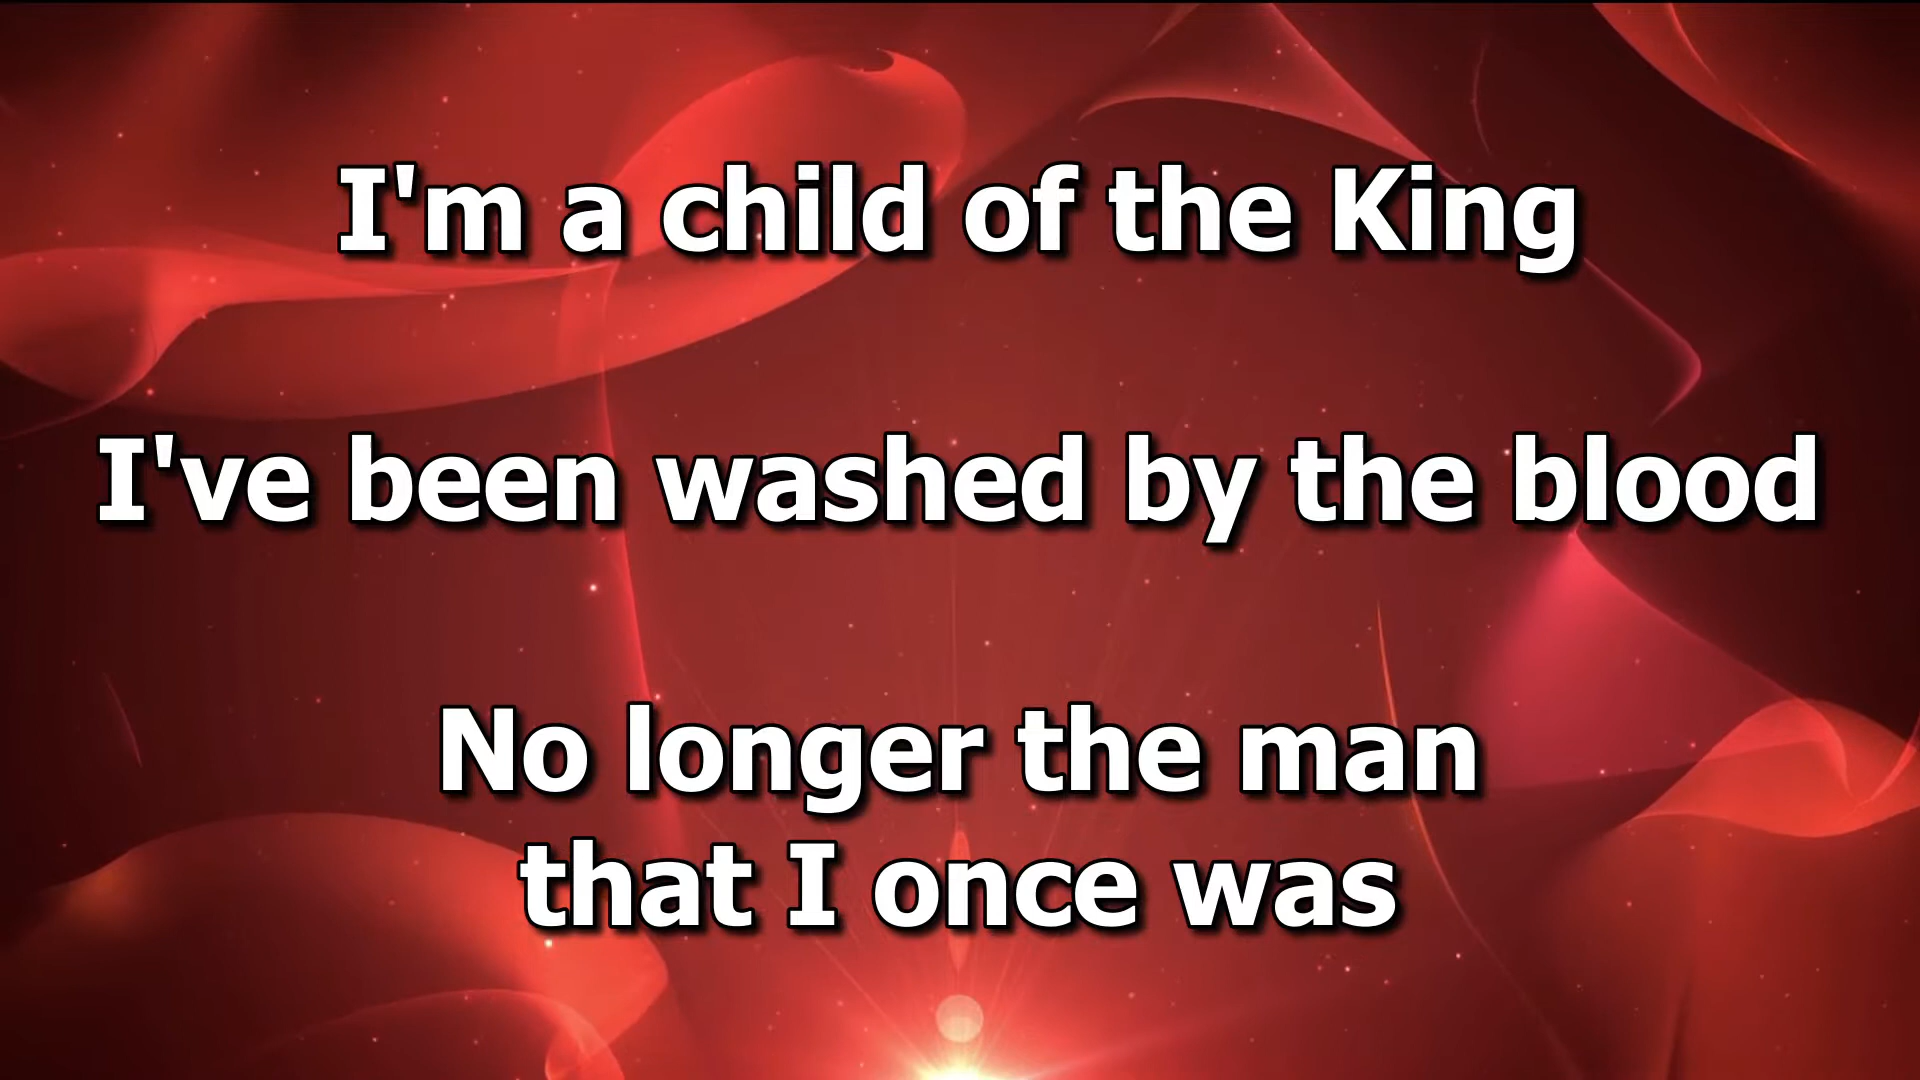 I'm a child of the King
I've been washed by the blood
No longer the man
that I once was